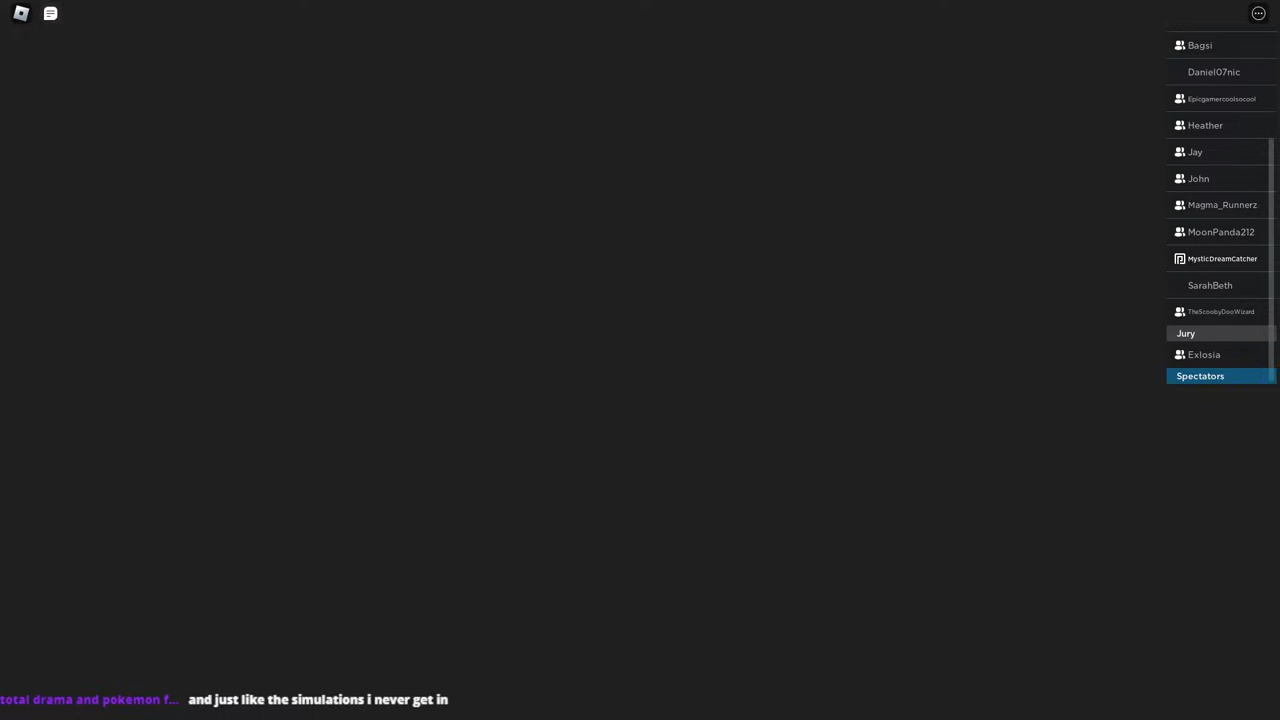 Bagsi
Daniel07nic
Epicgamercoolsocool
Heather
Jay
John
Magma_Runnerz
MoonPanda212
MysticDreamCatcher
SarahBeth
TheScoobyDooWizard
Jury
Exlosia
Spectators
total drama and pokemon f... and just like the simulations i never get in